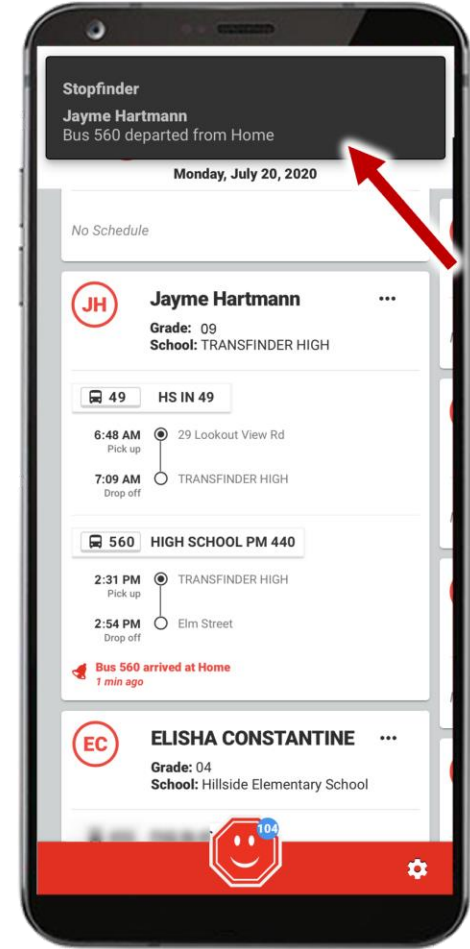 Stopfinder
Jayme Hartmann
Bus 560 departed from Home
Monday, July 20, 2020
No Schedule
JH
Jayme Hartmann
Grade: 09
School: TRANSFINDER HIGH
49 HS IN 49
6:48 AM 29 Lookout View Rd
Pick up
7:09 AM TRANSFINDER HIGH
Drop off
560 HIGH SCHOOL PM 440
2:31 PM TRANSFINDER HIGH
Pick up
2:54 PM Elm Street
Drop off
Bus 560 arrived at Home
1 min ago
EC
ELISHA CONSTANTINE
Grade: 04
School: Hillside Elementary School
104